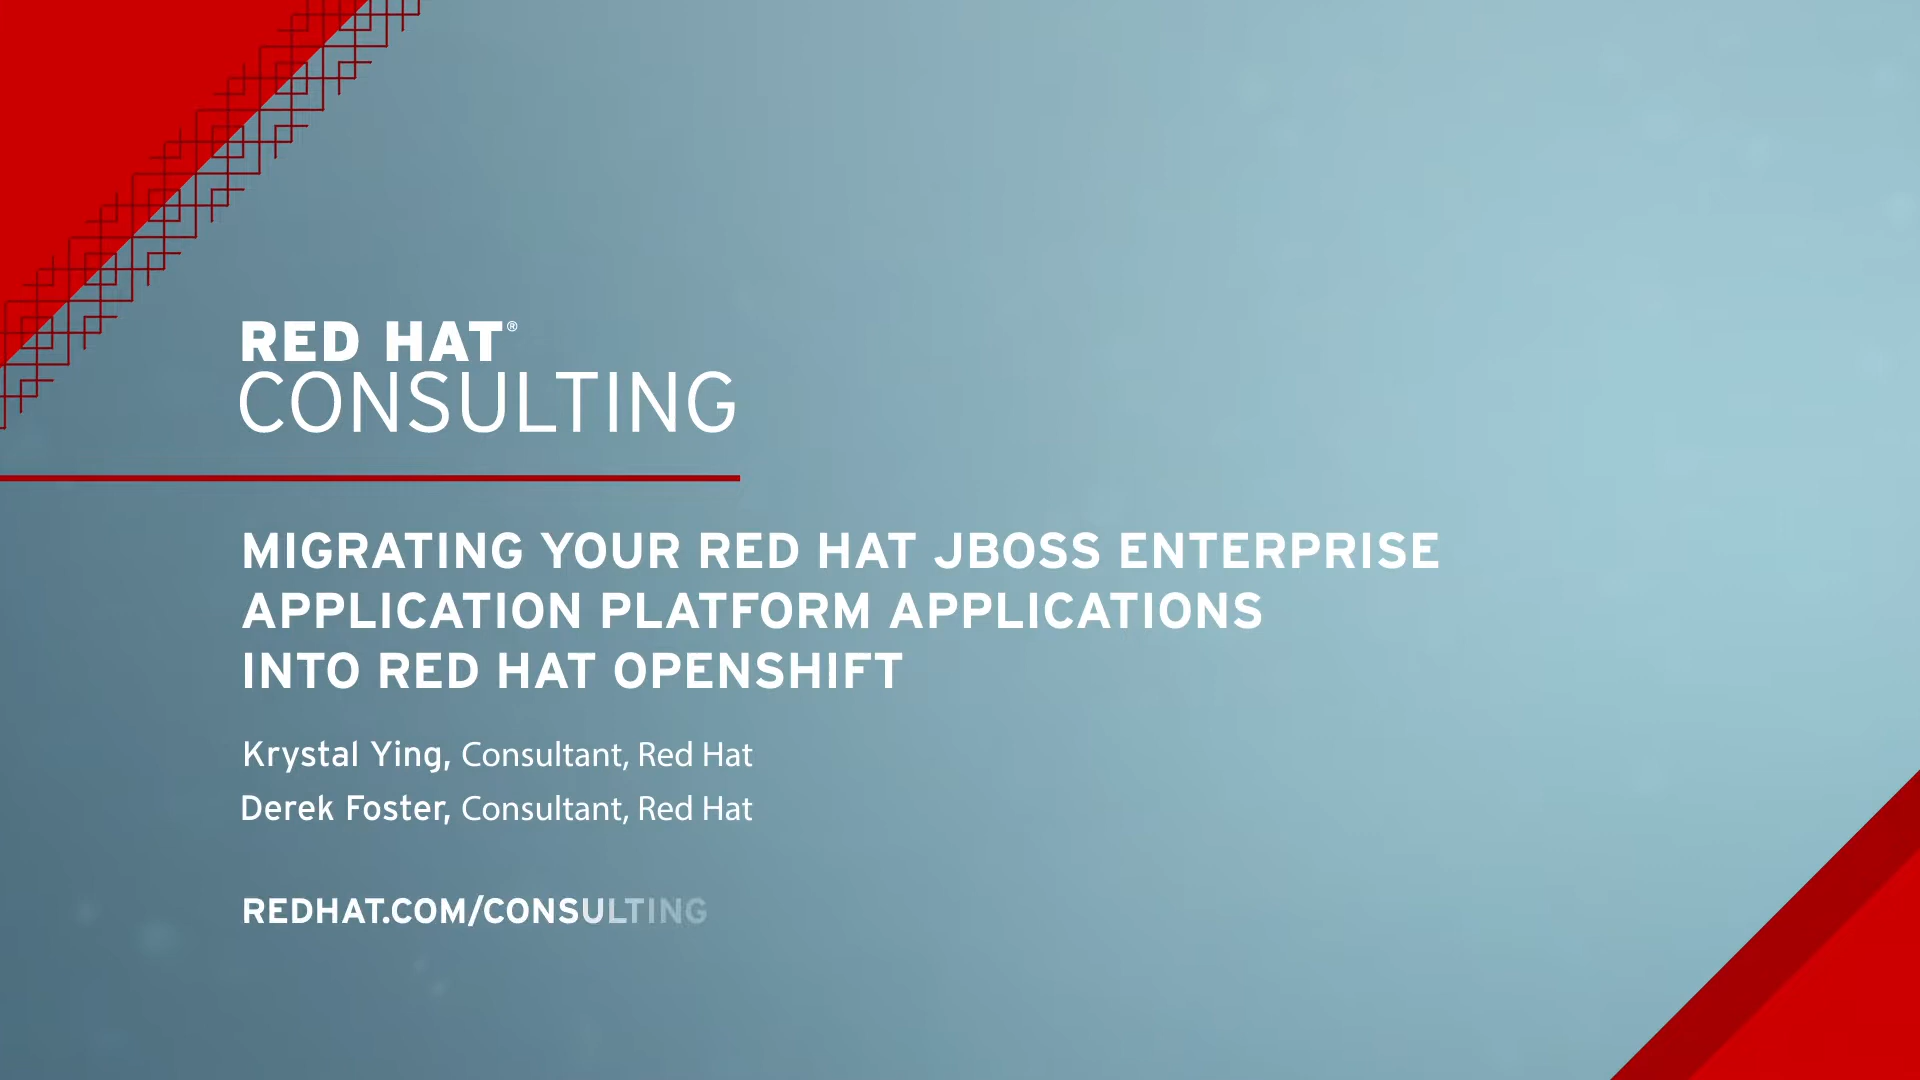 RED HAT®
CONSULTING
MIGRATING YOUR RED HAT JBOSS ENTERPRISE
APPLICATION PLATFORM APPLICATIONS
INTO RED HAT OPENSHIFT
Krystal Ying, Consultant, Red Hat
Derek Foster, Consultant, Red Hat
REDHAT.COM/CONSULTING